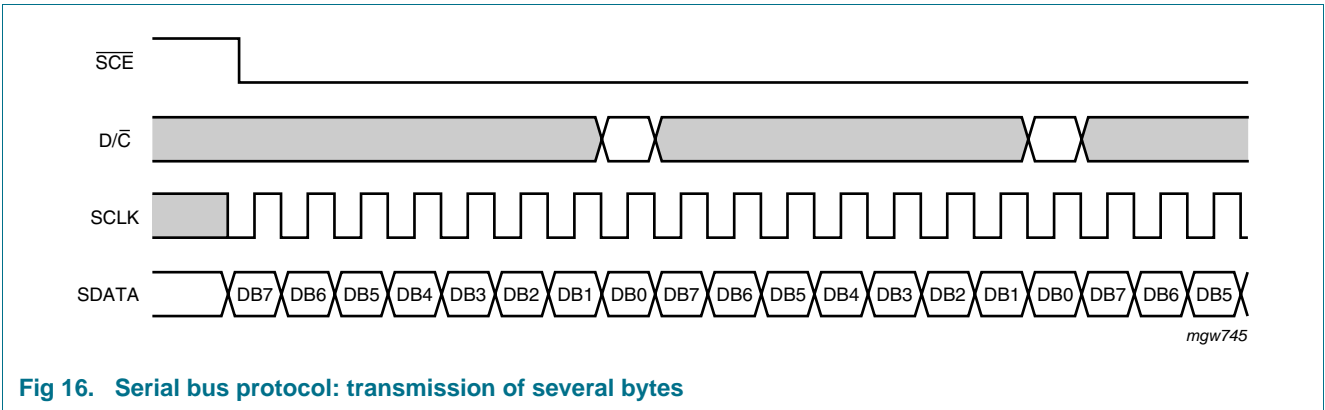 S̅C̅E̅
D/C̅
SCLK
SDATA DB7 DB6 DB5 DB4 DB3 DB2 DB1 DB0 DB7 DB6 DB5 DB4 DB3 DB2 DB1 DB0 DB7 DB6 DB5
mgw745
Fig 16. Serial bus protocol: transmission of several bytes